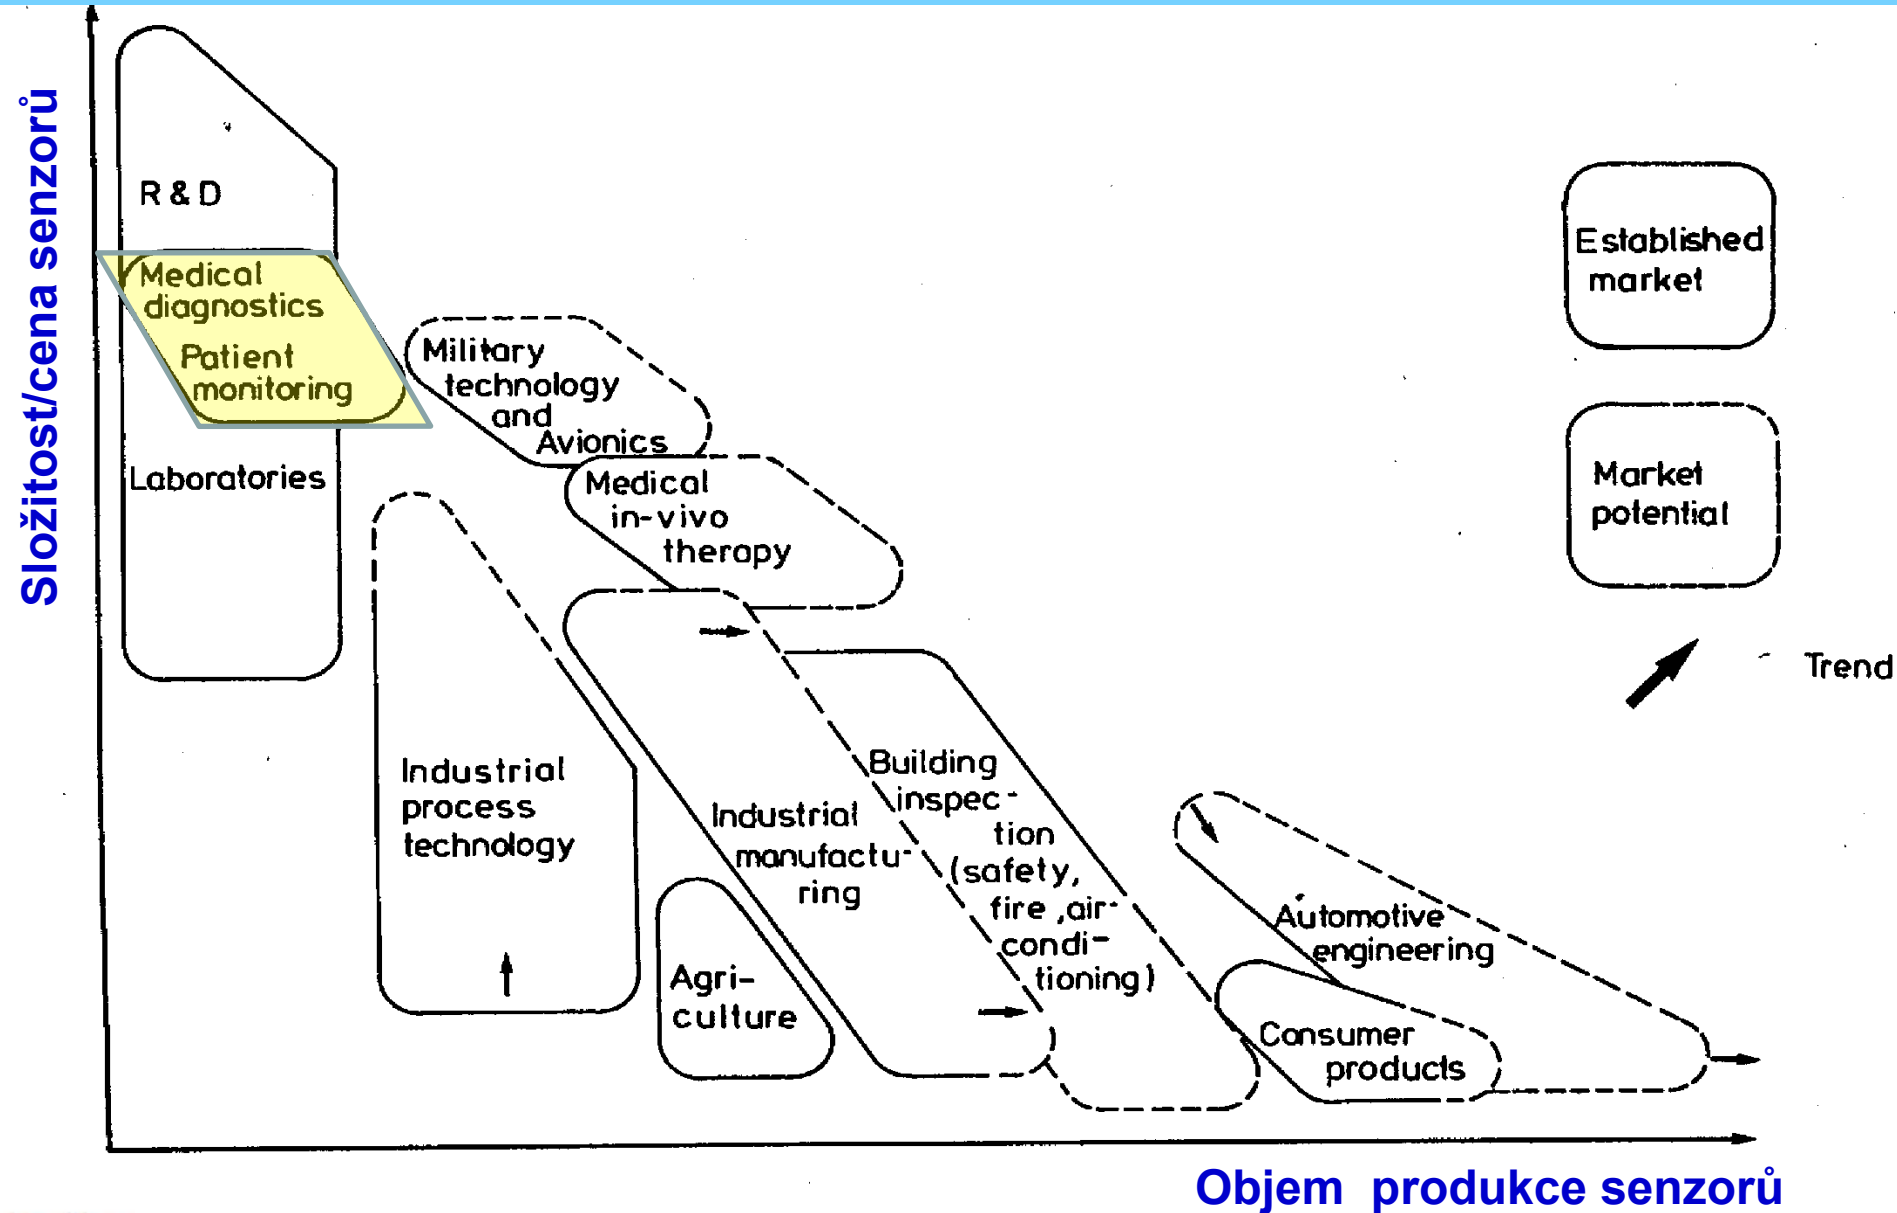 Složitost/cena senzorů
R & D
Medical
diagnostics
Patient
monitoring
Laboratories
Military
technology
and
Avionics
Medical
in-vivo
therapy
Industrial
process
technology
Agri-
culture
Industrial
manufactu-
ring
Building
inspec-
tion
(safety,
fire ,air-
condi-
tioning)
Automotive
engineering
Consumer
products
Established
market
Market
potential
Trend
Objem produkce senzorů